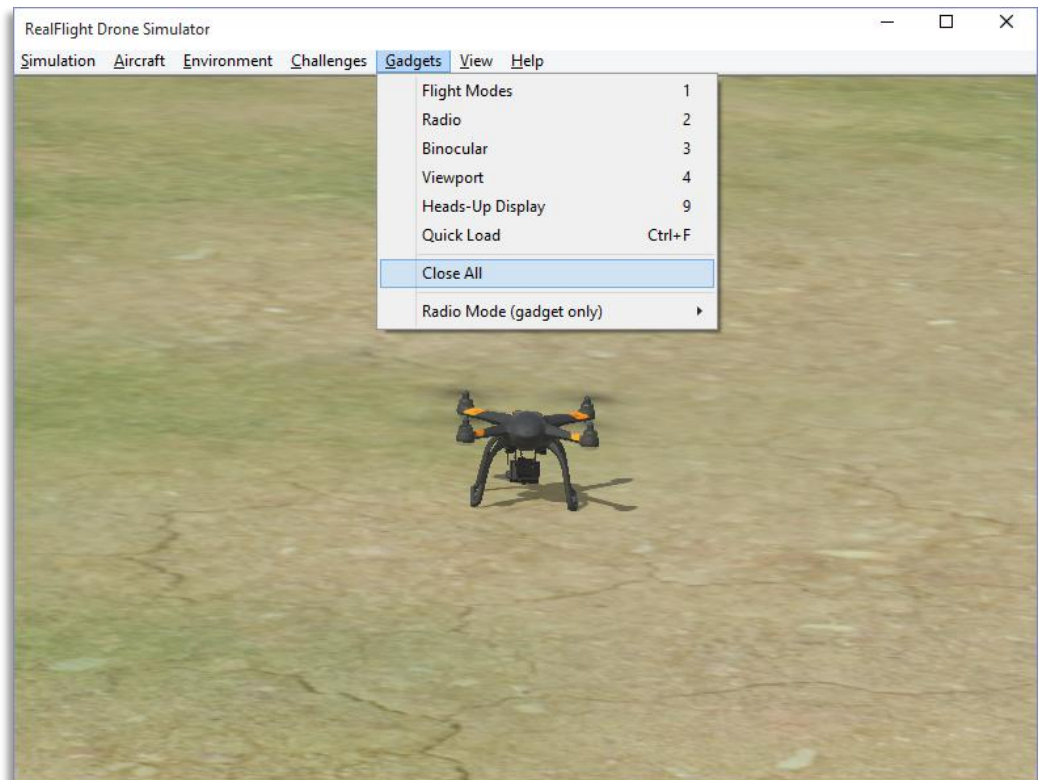 RealFlight Drone Simulator
Simulation Aircraft Environment Challenges Gadgets View Help
Flight Modes 1
Radio 2
Binocular 3
Viewport 4
Heads-Up Display 9
Quick Load Ctrl+F
Close All
Radio Mode (gadget only)